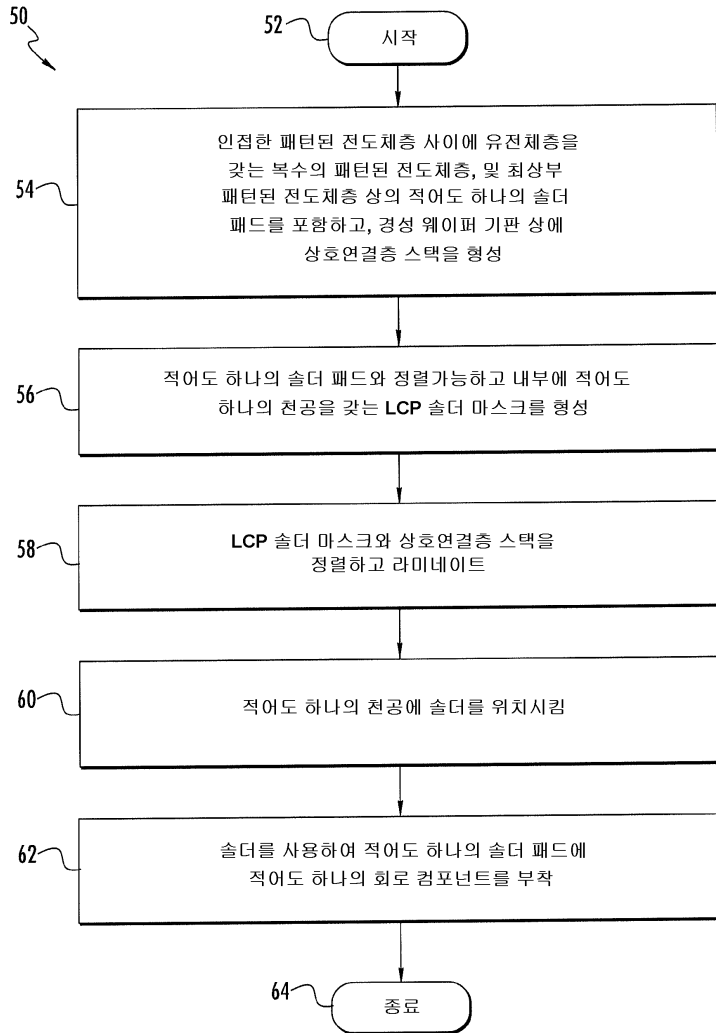 50
52
시작
54
인접한 패턴된 전도체층 사이에 유전체층을
갖는 복수의 패턴된 전도체층, 및 최상부
패턴된 전도체층 상의 적어도 하나의 솔더
패드를 포함하고, 경성 웨이퍼 기판 상에
상호연결층 스택을 형성
56
적어도 하나의 솔더 패드와 정렬가능하고 내부에 적어도
하나의 천공을 갖는 LCP 솔더 마스크를 형성
58
LCP 솔더 마스크와 상호연결층 스택을
정렬하고 라미네이트
60
적어도 하나의 천공에 솔더를 위치시킴
62
솔더를 사용하여 적어도 하나의 솔더 패드에
적어도 하나의 회로 컴포넌트를 부착
64
종료